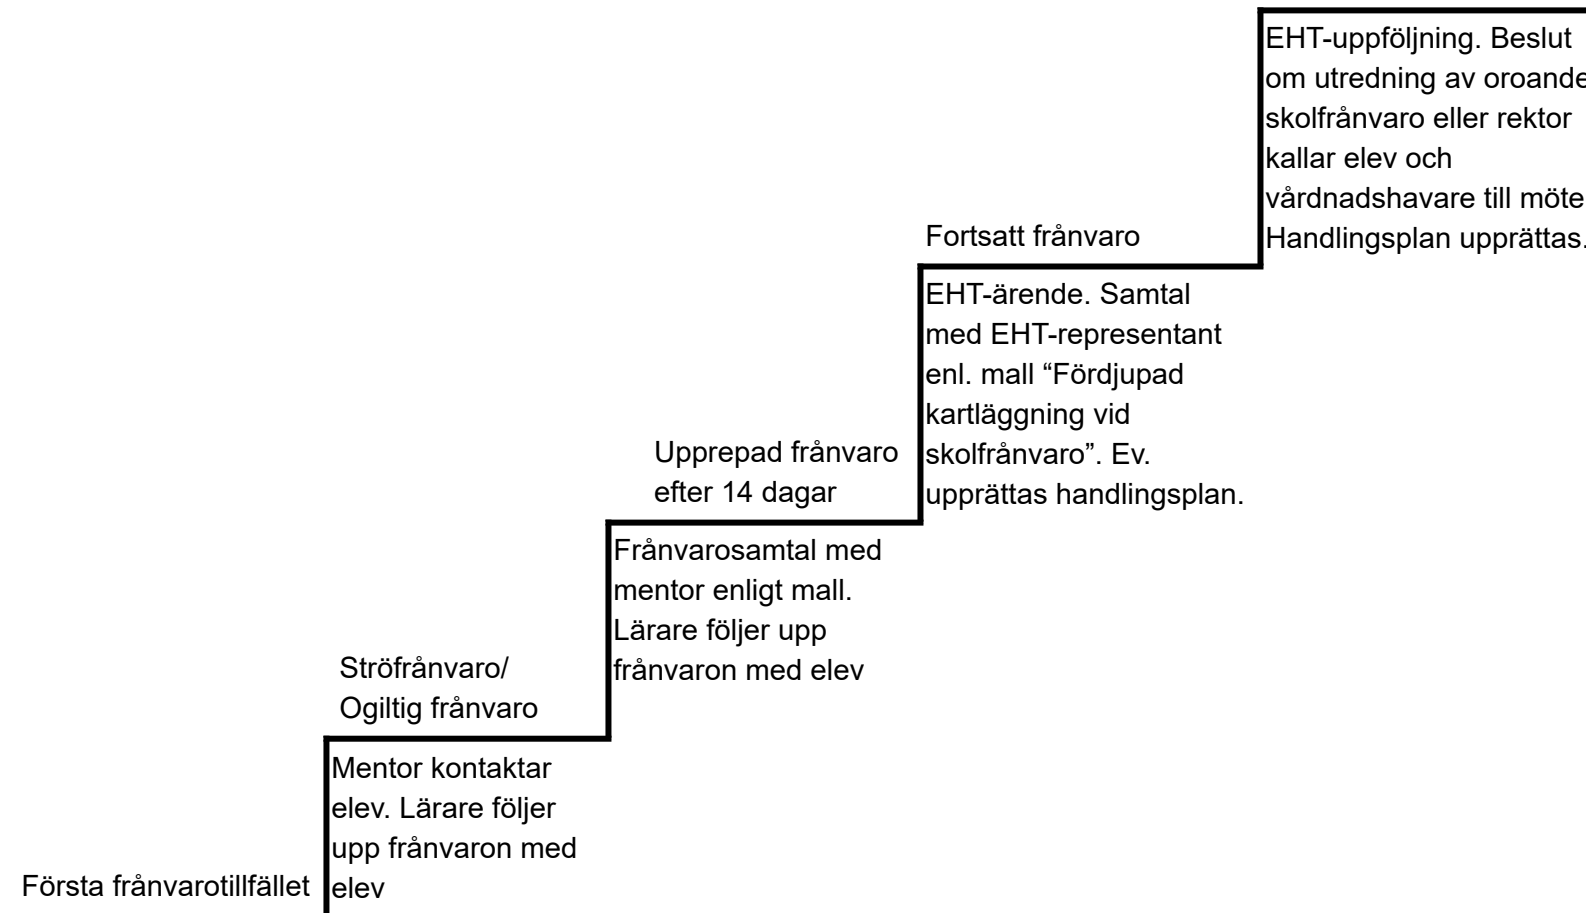 EHT-uppföljning. Beslut
om utredning av oroande
skolfrånvaro eller rektor
kallar elev och
vårdnadshavare till möte
Handlingsplan upprättas.
Fortsatt frånvaro
EHT-ärende. Samtal
med EHT-representant
enl. mall “Fördjupad
kartläggning vid
skolfrånvaro”. Ev.
upprättas handlingsplan.
Upprepad frånvaro
efter 14 dagar
Frånvarosamtal med
mentor enligt mall.
Lärare följer upp
frånvaron med elev
Ströfrånvaro/
Ogiltig frånvaro
Mentor kontaktar
elev. Lärare följer
upp frånvaron med
elev
Första frånvarotillfället